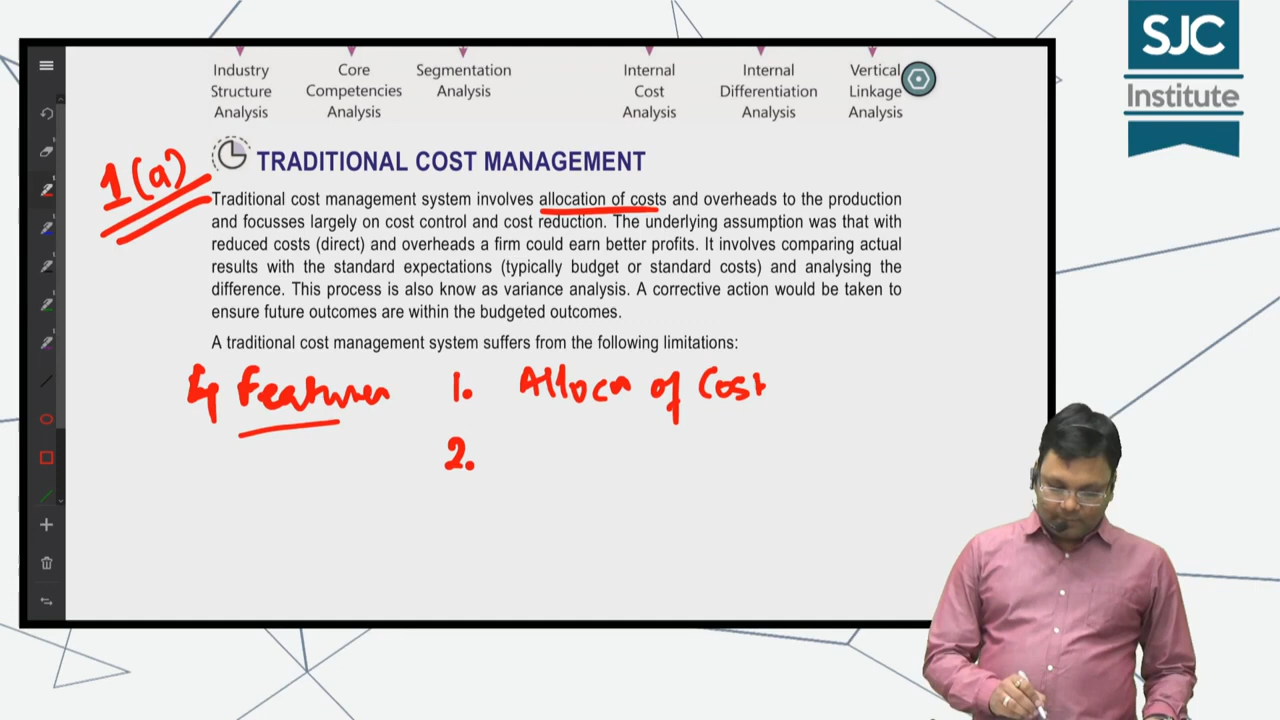 SJC
Institute
Industry Structure Analysis
Core Competencies Analysis
Segmentation Analysis
Internal Cost Analysis
Internal Differentiation Analysis
Vertical Linkage Analysis
1(a)
TRADITIONAL COST MANAGEMENT
Traditional cost management system involves allocation of costs and overheads to the production
and focusses largely on cost control and cost reduction. The underlying assumption was that with
reduced costs (direct) and overheads a firm could earn better profits. It involves comparing actual
results with the standard expectations (typically budget or standard costs) and analysing the
difference. This process is also know as variance analysis. A corrective action would be taken to
ensure future outcomes are within the budgeted outcomes.
A traditional cost management system suffers from the following limitations:
Features 1. Allocn of Cost
2.